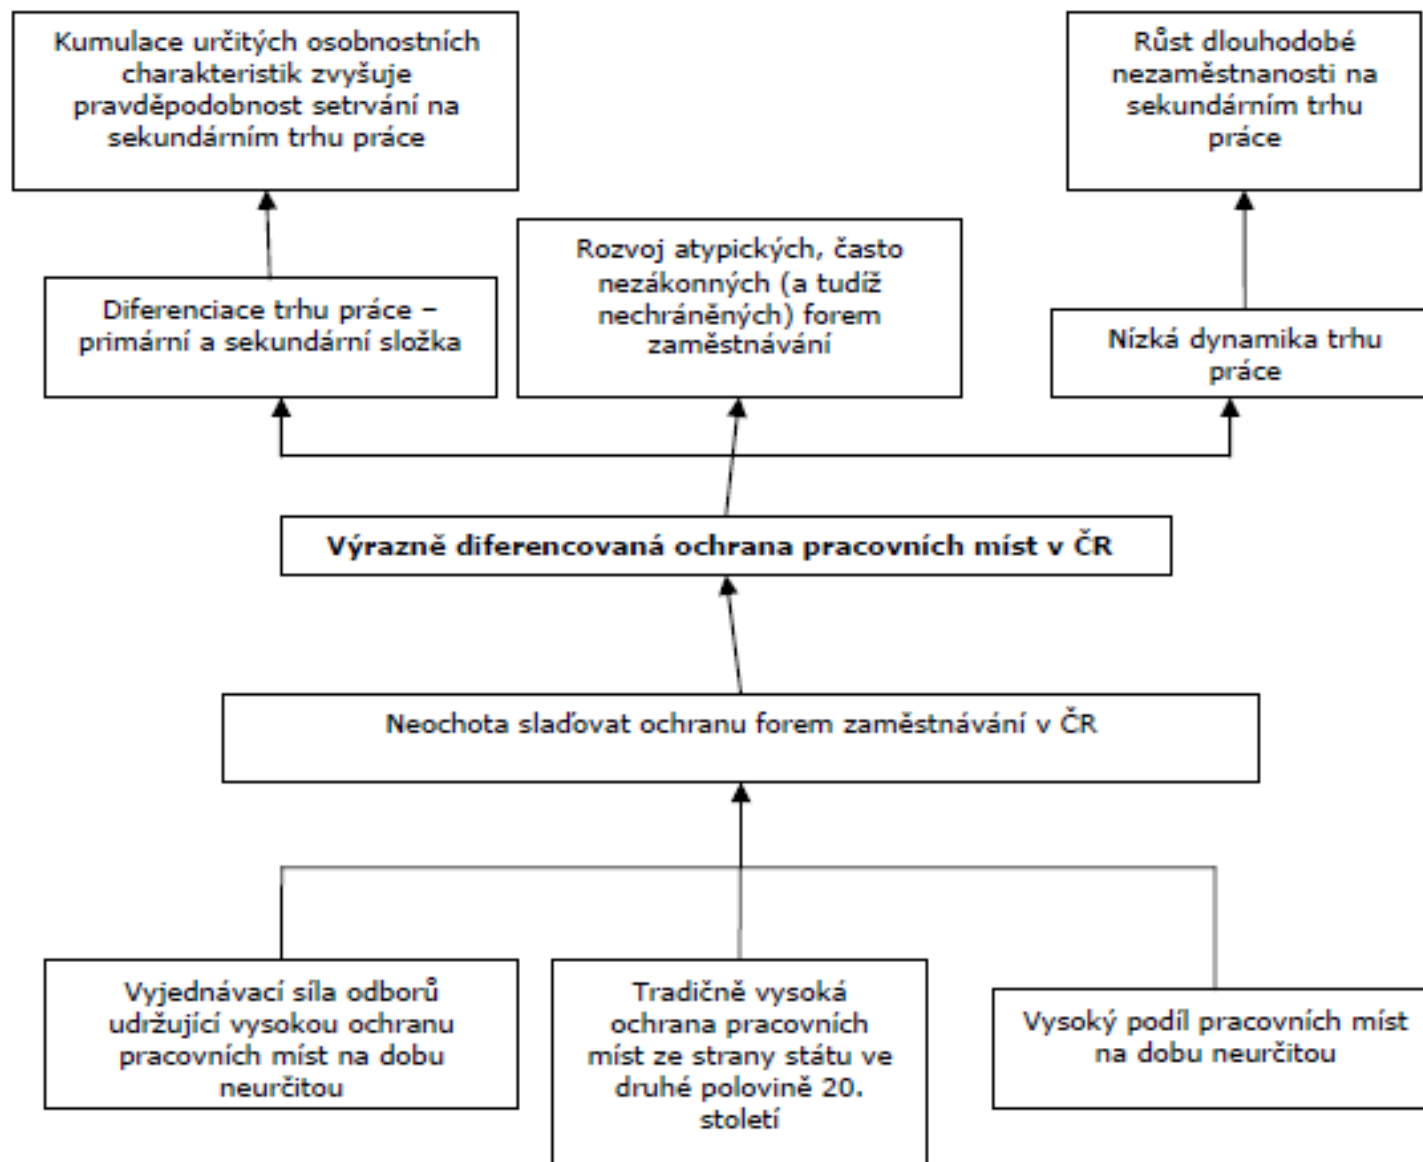 Kumulace určitých osobnostních
charakteristik zvyšuje
pravděpodobnost setrvání na
sekundárním trhu práce
Růst dlouhodobé
nezaměstnanosti na
sekundárním trhu
práce
Rozvoj atypických, často
nezákonných (a tudíž
nechráněných) forem
zaměstnávání
Diferenciace trhu práce –
primární a sekundární složka
Nízká dynamika trhu
práce
Výrazně diferencovaná ochrana pracovních míst v ČR
Neochota slaďovat ochranu forem zaměstnávání v ČR
Vyjednávací síla odborů
udržující vysokou ochranu
pracovních míst na dobu
neurčitou
Tradičně vysoká
ochrana pracovních
míst ze strany státu ve
druhé polovině 20.
století
Vysoký podíl pracovních míst
na dobu neurčitou